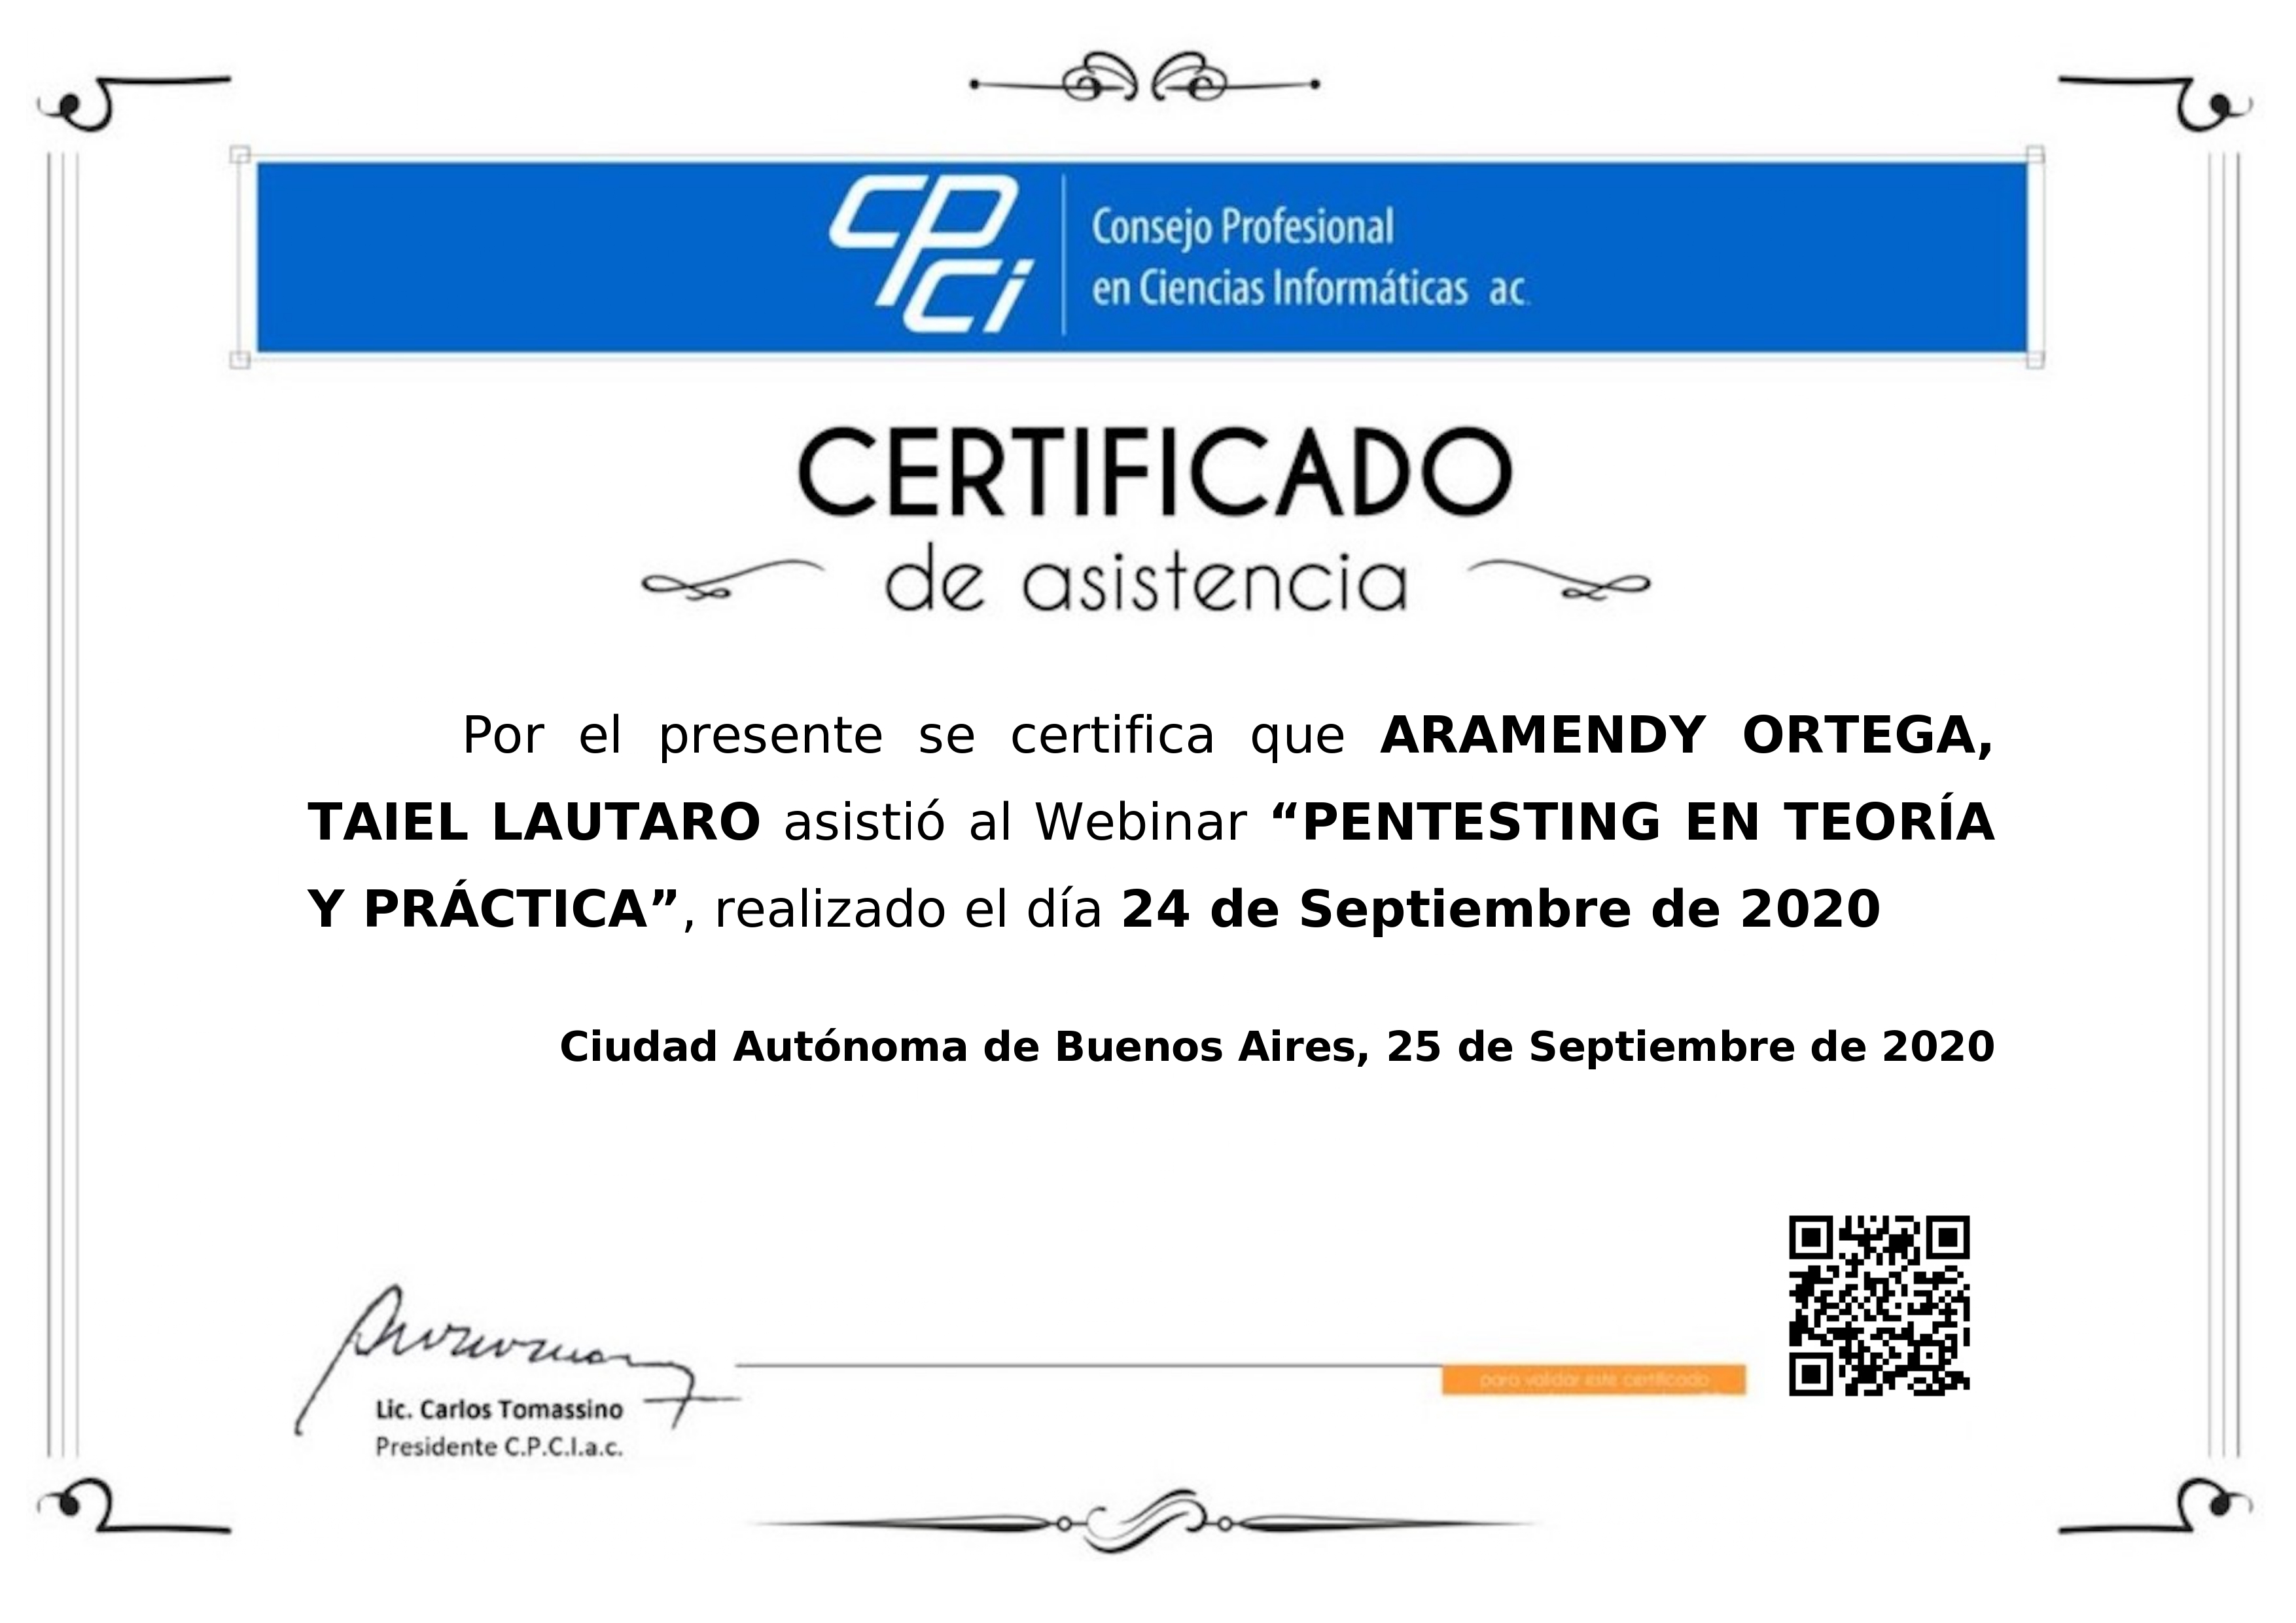 CPCi
Consejo Profesional
en Ciencias Informáticas ac.
CERTIFICADO
de asistencia
Por el presente se certifica que ARAMENDY ORTEGA,
TAIEL LAUTARO asistió al Webinar “PENTESTING EN TEORÍA
Y PRÁCTICA”, realizado el día 24 de Septiembre de 2020
Ciudad Autónoma de Buenos Aires, 25 de Septiembre de 2020
Lic. Carlos Tomassino
Presidente C.P.C.I.a.c.
para validar este certificado